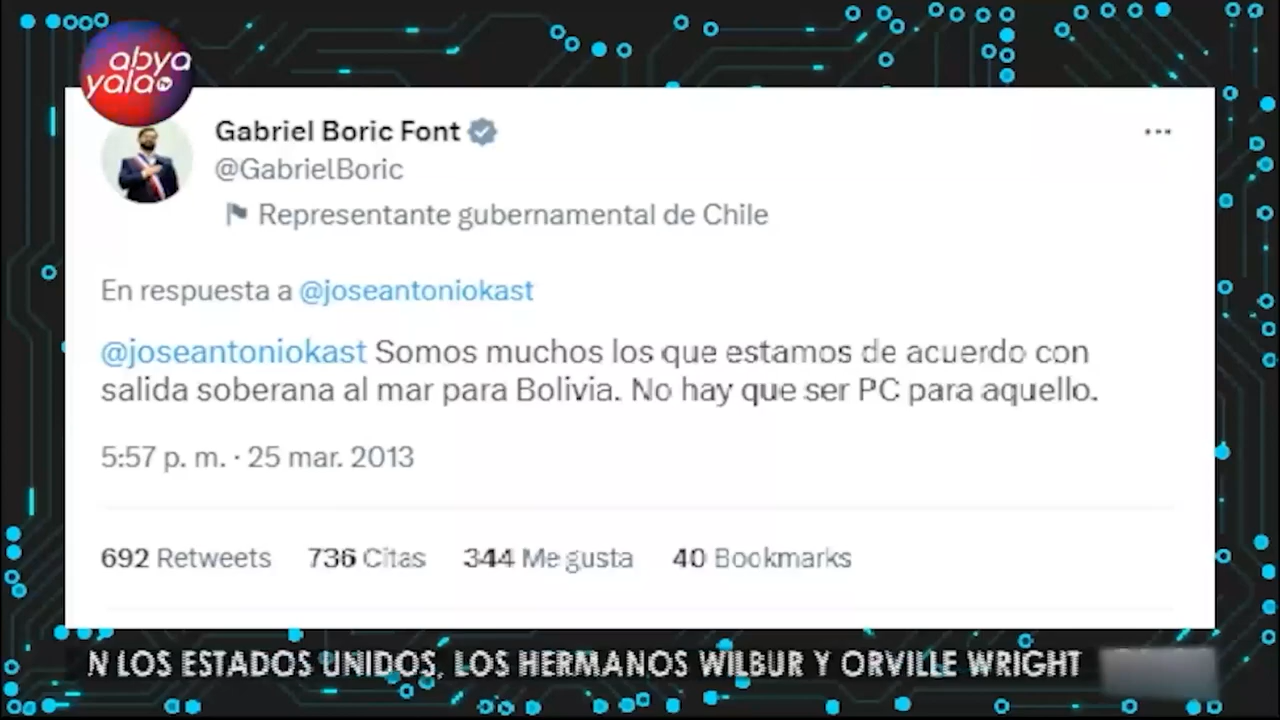 abya
yala tv
Gabriel Boric Font
@GabrielBoric
Representante gubernamental de Chile
En respuesta a @joseantoniokast
@joseantoniokast Somos muchos los que estamos de acuerdo con
salida soberana al mar para Bolivia. No hay que ser PC para aquello.
5:57 p. m. · 25 mar. 2013
692 Retweets 736 Citas 344 Me gusta 40 Bookmarks
N LOS ESTADOS UNIDOS, LOS HERMANOS WILBUR Y ORVILLE WRIGHT